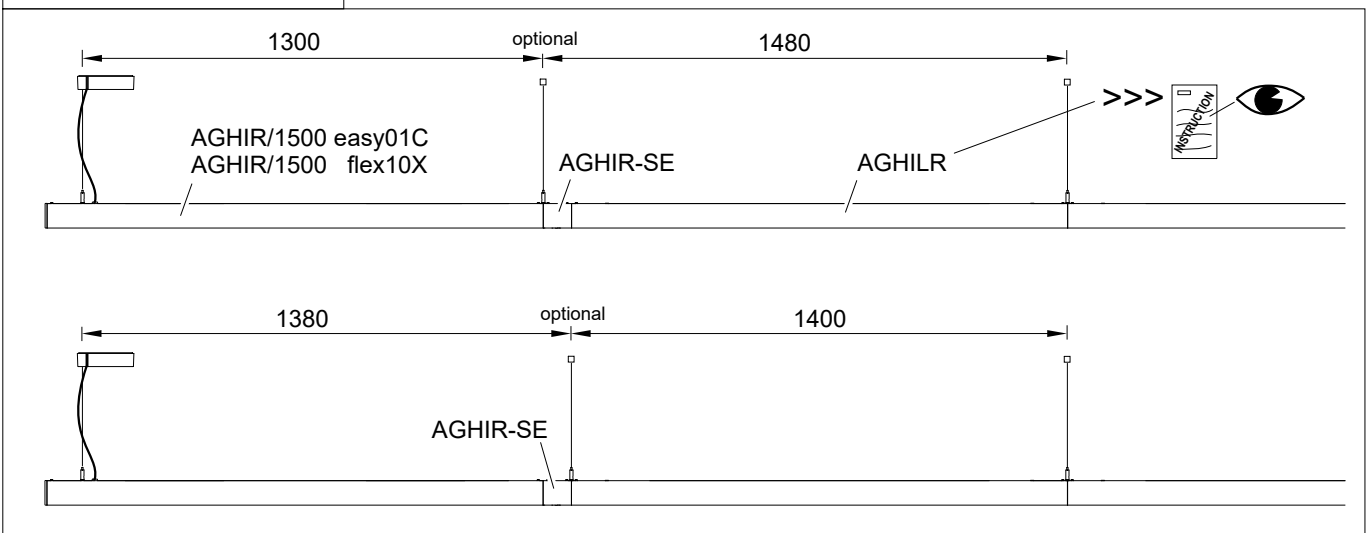 1300
optional
1480
AGHIR/1500 easy01C
AGHIR/1500 flex10X
AGHIR-SE
AGHILR
>>>
INSTRUCTION
1380
optional
1400
AGHIR-SE